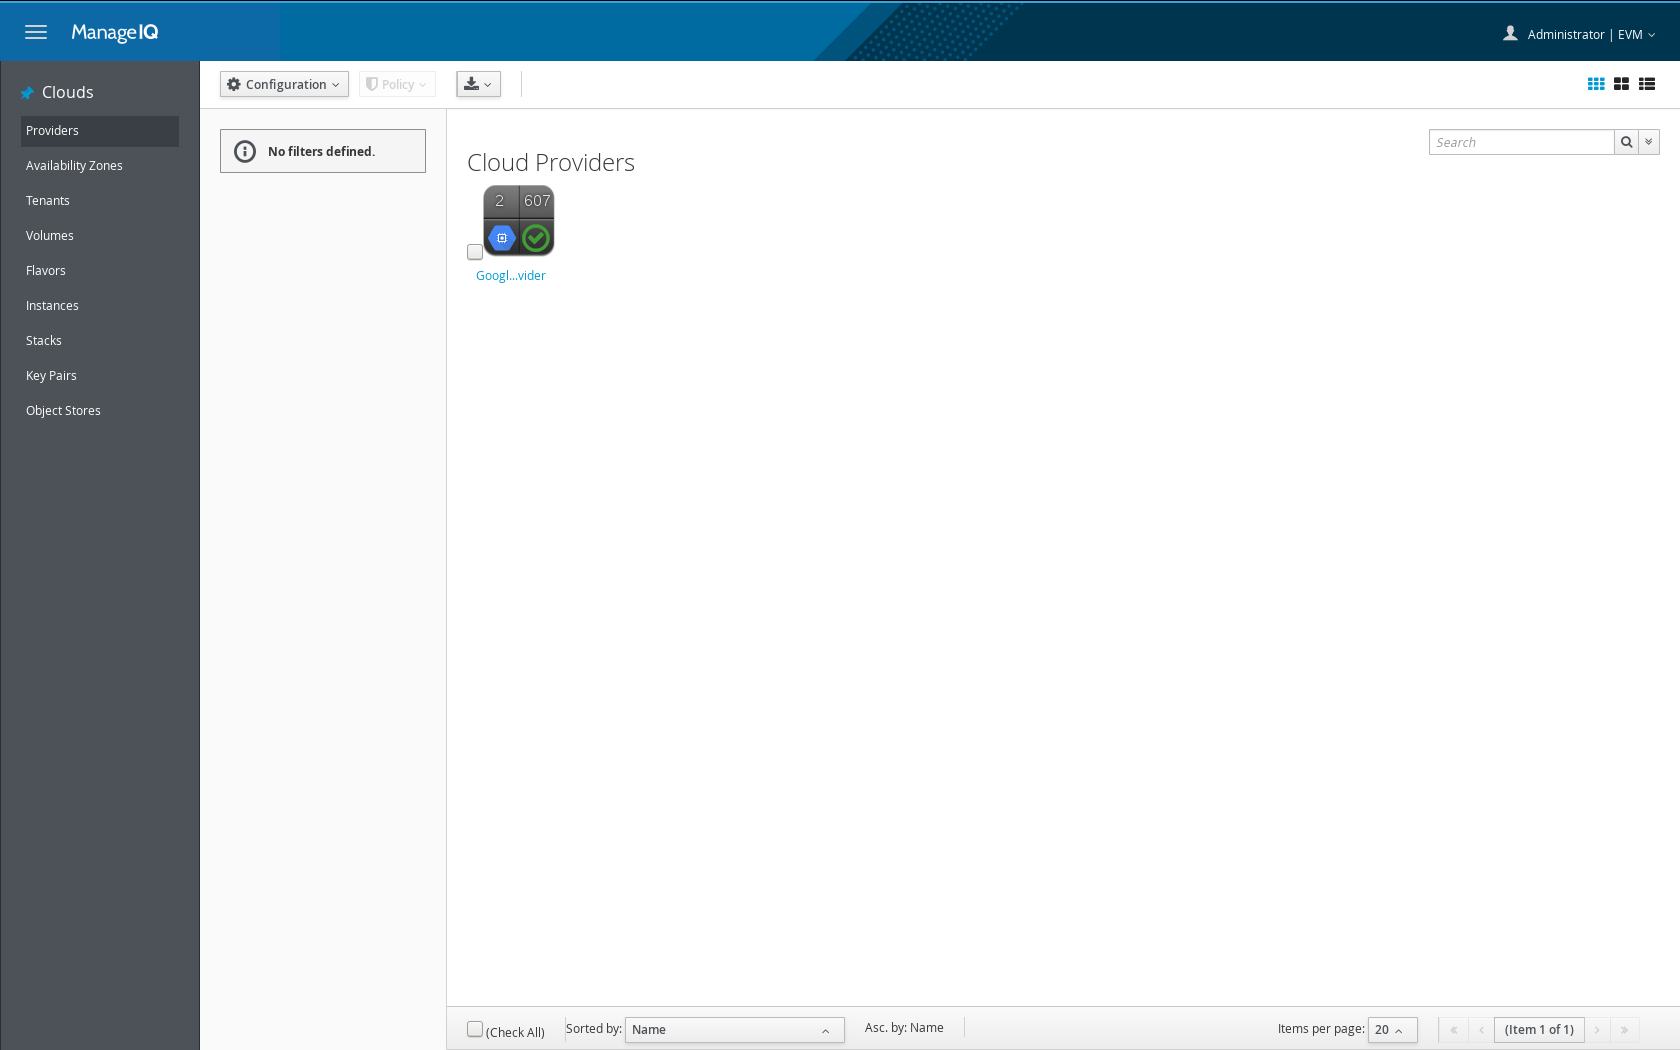 ManageIQ
Administrator | EVM
Clouds
Providers
Availability Zones
Tenants
Volumes
Flavors
Instances
Stacks
Key Pairs
Object Stores
Configuration
Policy
No filters defined.
Search
Cloud Providers
2 607
Googl...vider
(Check All)
Sorted by: Name
Asc. by: Name
Items per page: 20
(Item 1 of 1)